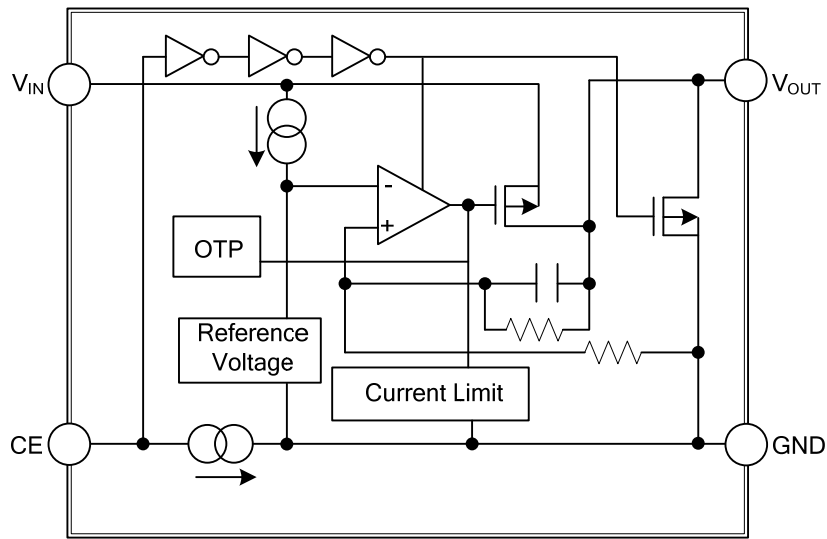 VIN
VOUT
-
+
OTP
Reference
Voltage
Current Limit
CE
GND